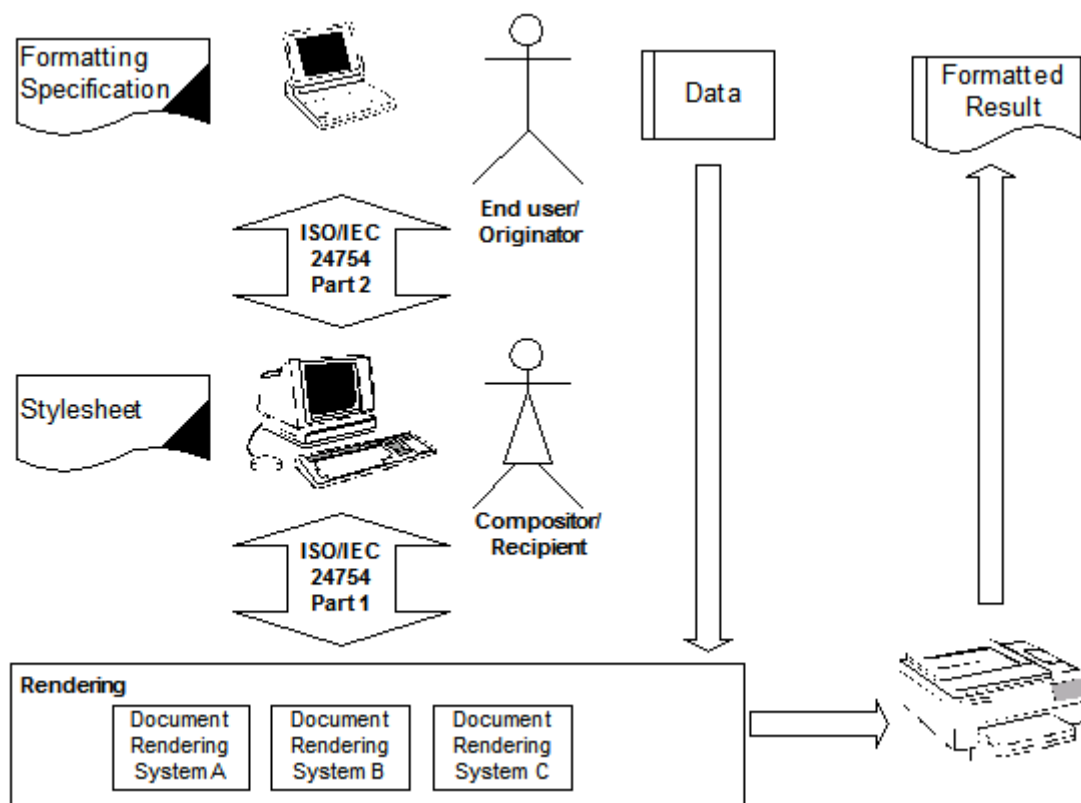 Formatting
Specification
End user/
Originator
Data
Formatted
Result
ISO/IEC
24754
Part 2
Stylesheet
Compositor/
Recipient
ISO/IEC
24754
Part 1
Rendering
Document
Rendering
System A
Document
Rendering
System B
Document
Rendering
System C